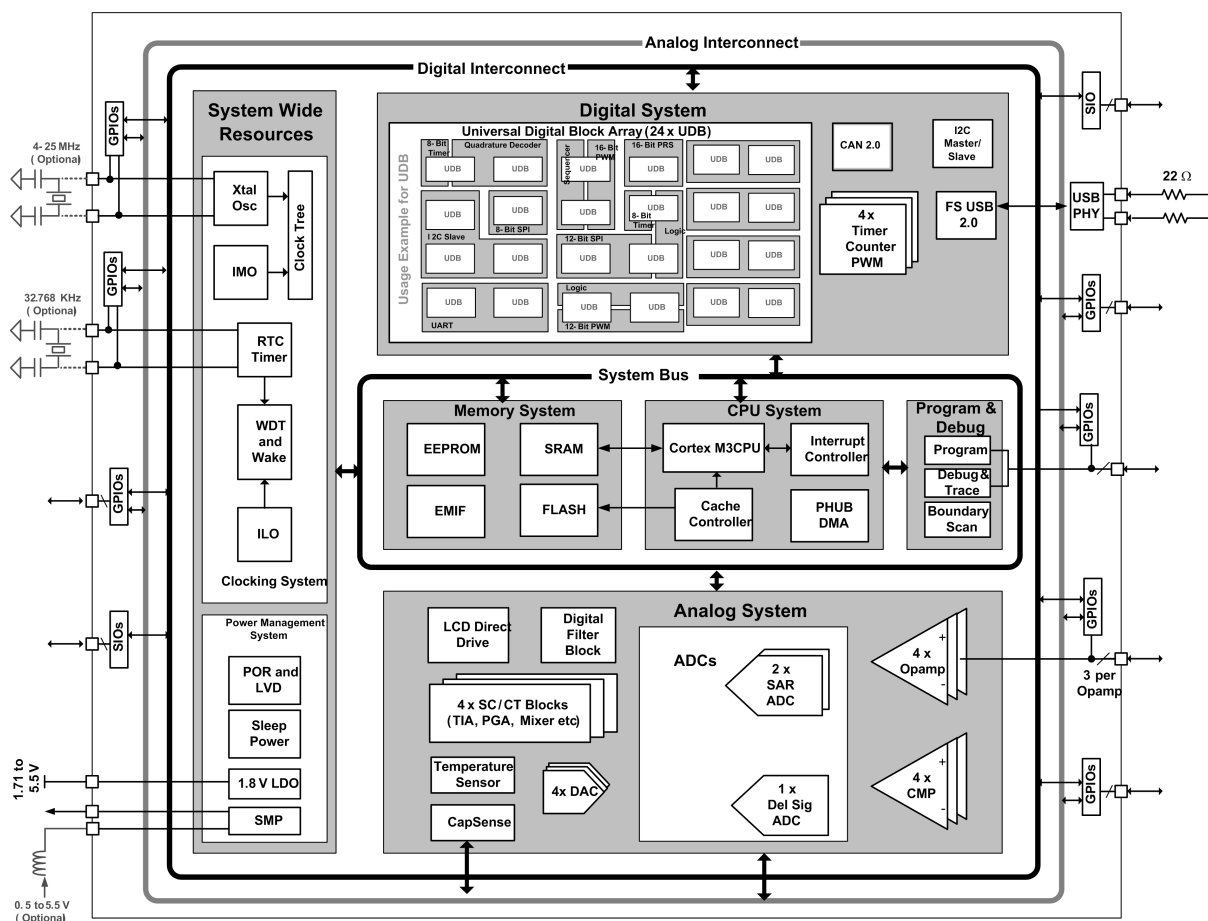 Analog Interconnect
Digital Interconnect
System Wide
Resources
GPIOs
4- 25 MHz
( Optional)
Xtal
Osc
Clock Tree
IMO
GPIOs
32.768 KHz
( Optional)
RTC
Timer
WDT and
Wake
ILO
Clocking System
GPIOs
SIOs
Power Management
System
POR and
LVD
Sleep
Power
1.8 V LDO
SMP
1.71 to
5.5 V
0. 5 to 5.5 V
( Optional)
Digital System
Universal Digital Block Array (24 x UDB)
Usage Example for UDB
8- Bit
Timer
Quadrature Decoder
Sequencer
16- Bit
PWM
16- Bit PRS
UDB
UDB
UDB
UDB
UDB
UDB
UDB
UDB
UDB
UDB
8- Bit
Timer
UDB
UDB
I2C Slave
8- Bit SPI
12- Bit SPI
Logic
UDB
UDB
UDB
UDB
UDB
UDB
Logic
UDB
UDB
UDB
UDB
UDB
UDB
UART
12- Bit PWM
CAN 2.0
I2C
Master/
Slave
4 x
Timer
Counter
PWM
FS USB
2.0
SIO
22 Ω
USB
PHY
GPIOs
System Bus
Memory System
EEPROM
SRAM
EMIF
FLASH
CPU System
Cortex M3CPU
Interrupt
Controller
Cache
Controller
PHUB
DMA
Program &
Debug
Program
Debug &
Trace
Boundary
Scan
GPIOs
Analog System
LCD Direct
Drive
Digital
Filter
Block
4 x SC/CT Blocks
(TIA, PGA, Mixer etc)
Temperature
Sensor
4x DAC
CapSense
ADCs
2 x
SAR
ADC
1 x
Del Sig
ADC
+
4 x
Opamp
-
+
4 x
CMP
-
GPIOs
3 per
Opamp
GPIOs